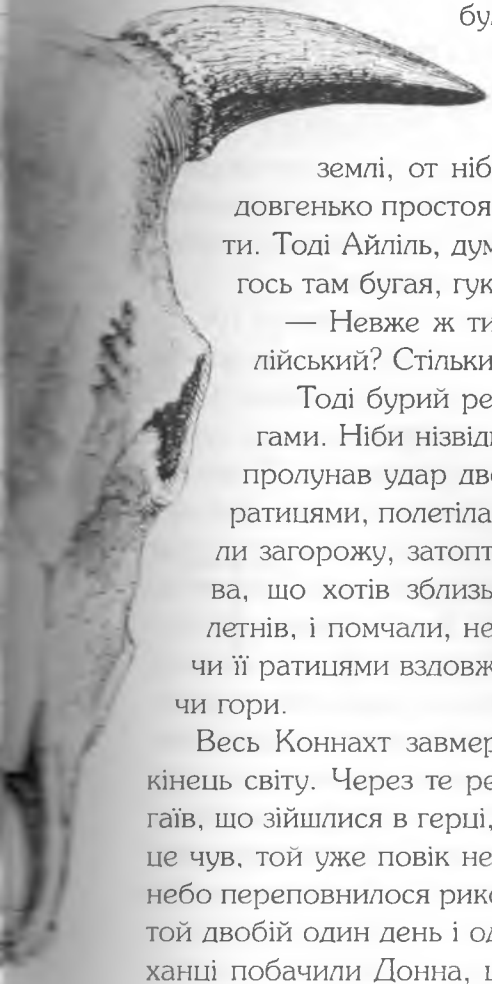 бул
землі, от ніб
довгенько простоя
ти. Тоді Айліль, дум
гось там бугая, гук
— Невже ж ти
лійський? Стільки
Тоді бурий ре
гами. Ніби нізвід
пролунав удар дво
ратицями, полетіла
ли загорожу, затопт
ва, що хотів зблизь
летнів, і помчали, не
чи її ратицями вздовж
чи гори.
Весь Коннахт завмер
кінець світу. Через те ре
гаїв, що зійшлися в герці,
це чув, той уже повік не
небо переповнилося рико
той двобій один день і од
ханці побачили Донна, щ